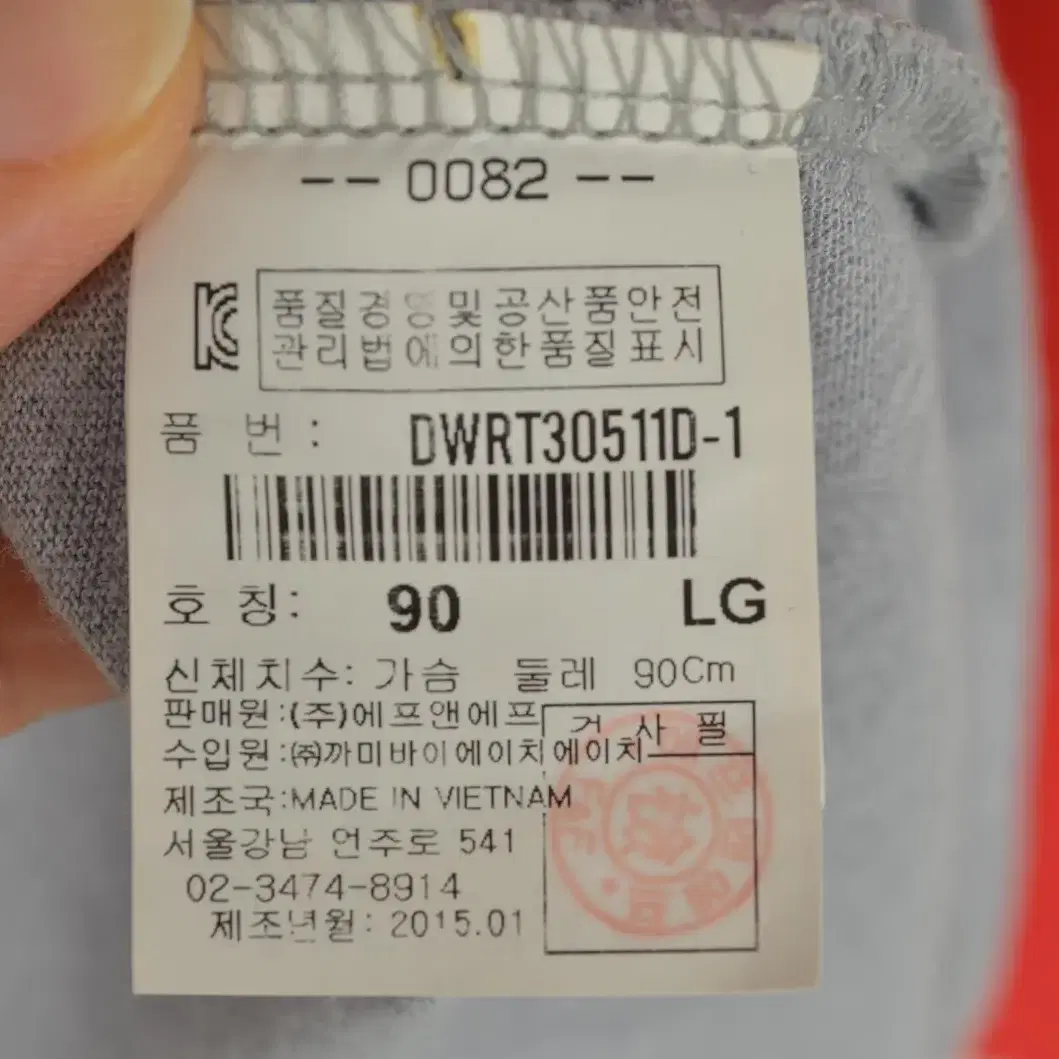 -- 0082 --
품질경영및공산품안전
관리법에의한품질표시
품 번 : DWRT30511D-1
호 칭: 90 LG
신체치수: 가슴 둘레 90Cm
판매원:(주)에프앤에프
검 사 필
수입원:㈜까미바이에이치에이치
제조국:MADE IN VIETNAM
서울강남 언주로 541
02-3474-8914
제조년월: 2015.01